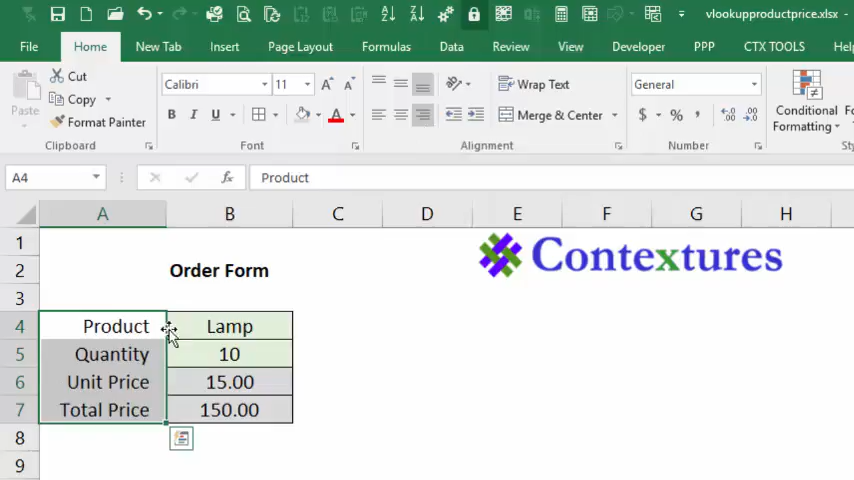 vlookupproductprice.xlsx -
File Home New Tab Insert Page Layout Formulas Data Review View Developer PPP CTX TOOLS
Cut
Copy
Format Painter
Paste
Clipboard
Calibri 11
B I U
Font
Wrap Text
Merge & Center
Alignment
General
$ % ,
Number
Conditional
Formatting
A4
fx Product
A B C D E F G H
1
2 Order Form
Contextures
3
4 Product Lamp
5 Quantity 10
6 Unit Price 15.00
7 Total Price 150.00
8
9